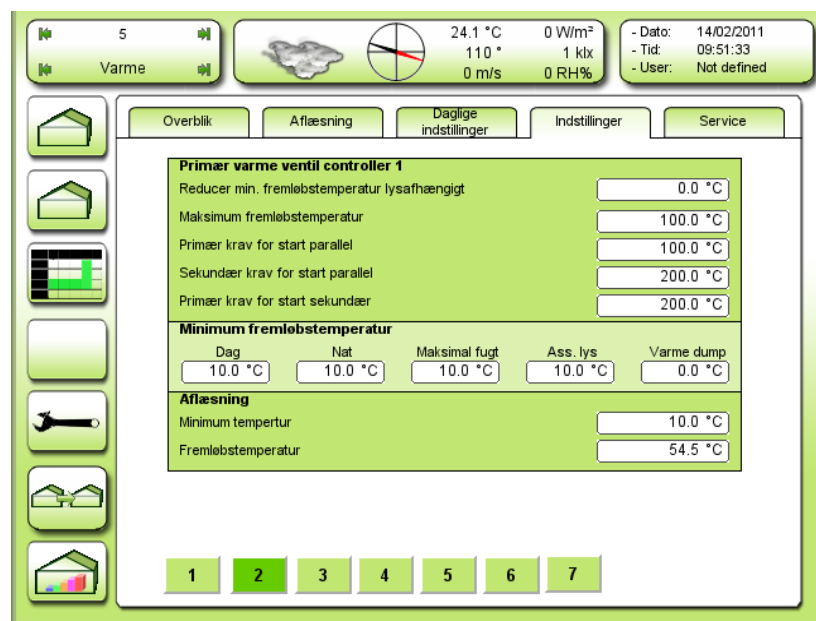 5
Varme
24.1 °C
110 °
0 m/s
0 W/m²
1 klx
0 RH%
- Dato: 14/02/2011
- Tid: 09:51:33
- User: Not defined
Overblik
Aflæsning
Daglige
indstillinger
Indstillinger
Service
Primær varme ventil controller 1
Reducer min. fremløbstemperatur lysafhængigt 0.0 °C
Maksimum fremløbstemperatur 100.0 °C
Primær krav for start parallel 100.0 °C
Sekundær krav for start parallel 200.0 °C
Primær krav for start sekundær 200.0 °C
Minimum fremløbstemperatur
Dag Nat Maksimal fugt Ass. lys Varme dump
10.0 °C 10.0 °C 10.0 °C 10.0 °C 0.0 °C
Aflæsning
Minimum tempertur 10.0 °C
Fremløbstemperatur 54.5 °C
1 2 3 4 5 6 7